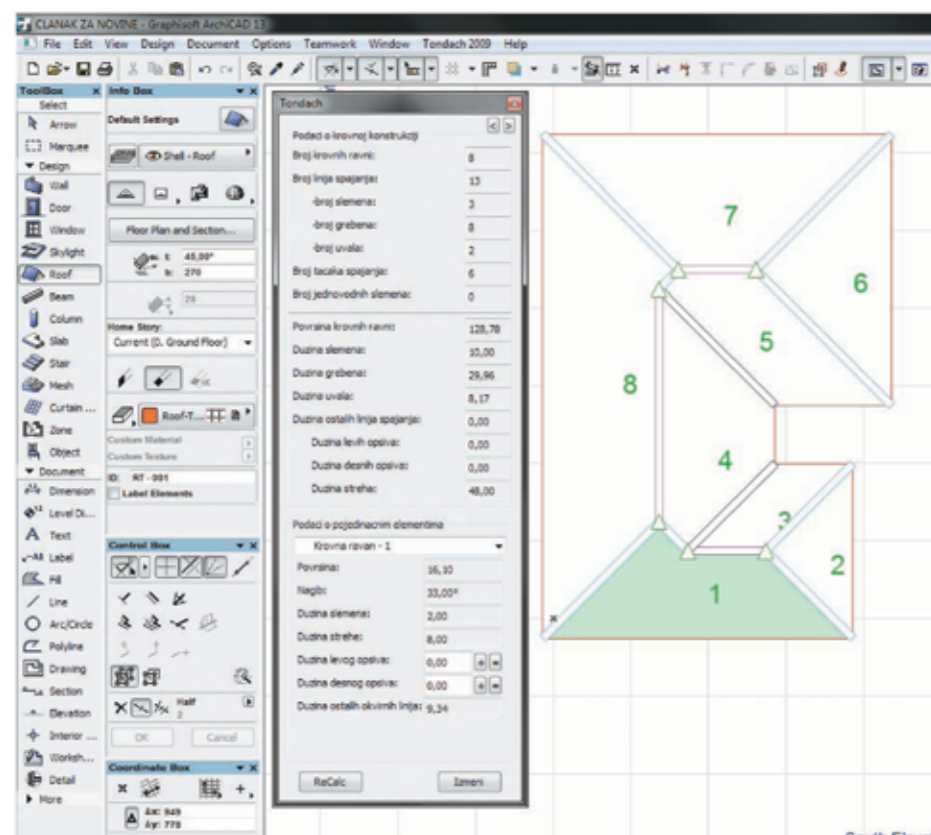 CLANAK ZA NOVINE - Graphisoft ArchiCAD 13
File Edit View Design Document Options Teamwork Window Tondach 2009 Help
ToolBox
Select
Arrow
Marquee
Design
Wall
Door
Window
Skylight
Roof
Beam
Column
Slab
Stair
Mesh
Curtain ...
Zone
Object
Document
Dimension
Level Di...
Text
Label
Fill
Line
Arc/Circle
Polyline
Drawing
Section
Elevation
Interior ...
Worksh...
Detail
More
Info Box
Default Settings
Shell - Roof
Floor Plan and Section...
t: 45,00°
b: 270
28
Home Story:
Current (0. Ground Floor)
Roof-T...
Custom Material
Custom Texture
ID: RT - 001
Label Elements
Control Box
Half
2
OK Cancel
Coordinate Box
Ax: 949
Ay: 778
Tondach
Podaci o krovnoj konstrukciji
Broj krovnih ravni: 8
Broj linija spajanja: 13
-broj slemena: 3
-broj grebena: 8
-broj uvala: 2
Broj tacaka spajanja: 6
Broj jednovodnih slemena: 0
Povrsina krovnih ravni: 128,78
Duzina slemena: 10,00
Duzina grebena: 29,96
Duzina uvala: 8,17
Duzina ostalih linija spajanja: 0,00
Duzina levih opsiva: 0,00
Duzina desnih opsiva: 0,00
Duzina streha: 48,00
Podaci o pojedinacnim elementima
Krovna ravan - 1
Povrsina: 16,10
Nagib: 33,00°
Duzina slemena: 2,00
Duzina strehe: 8,00
Duzina levog opsiva: 0,00
Duzina desnog opsiva: 0,00
Duzina ostalih okvirnih linija: 9,34
ReCalc Izmeni
7
6
5
8
4
3
2
1